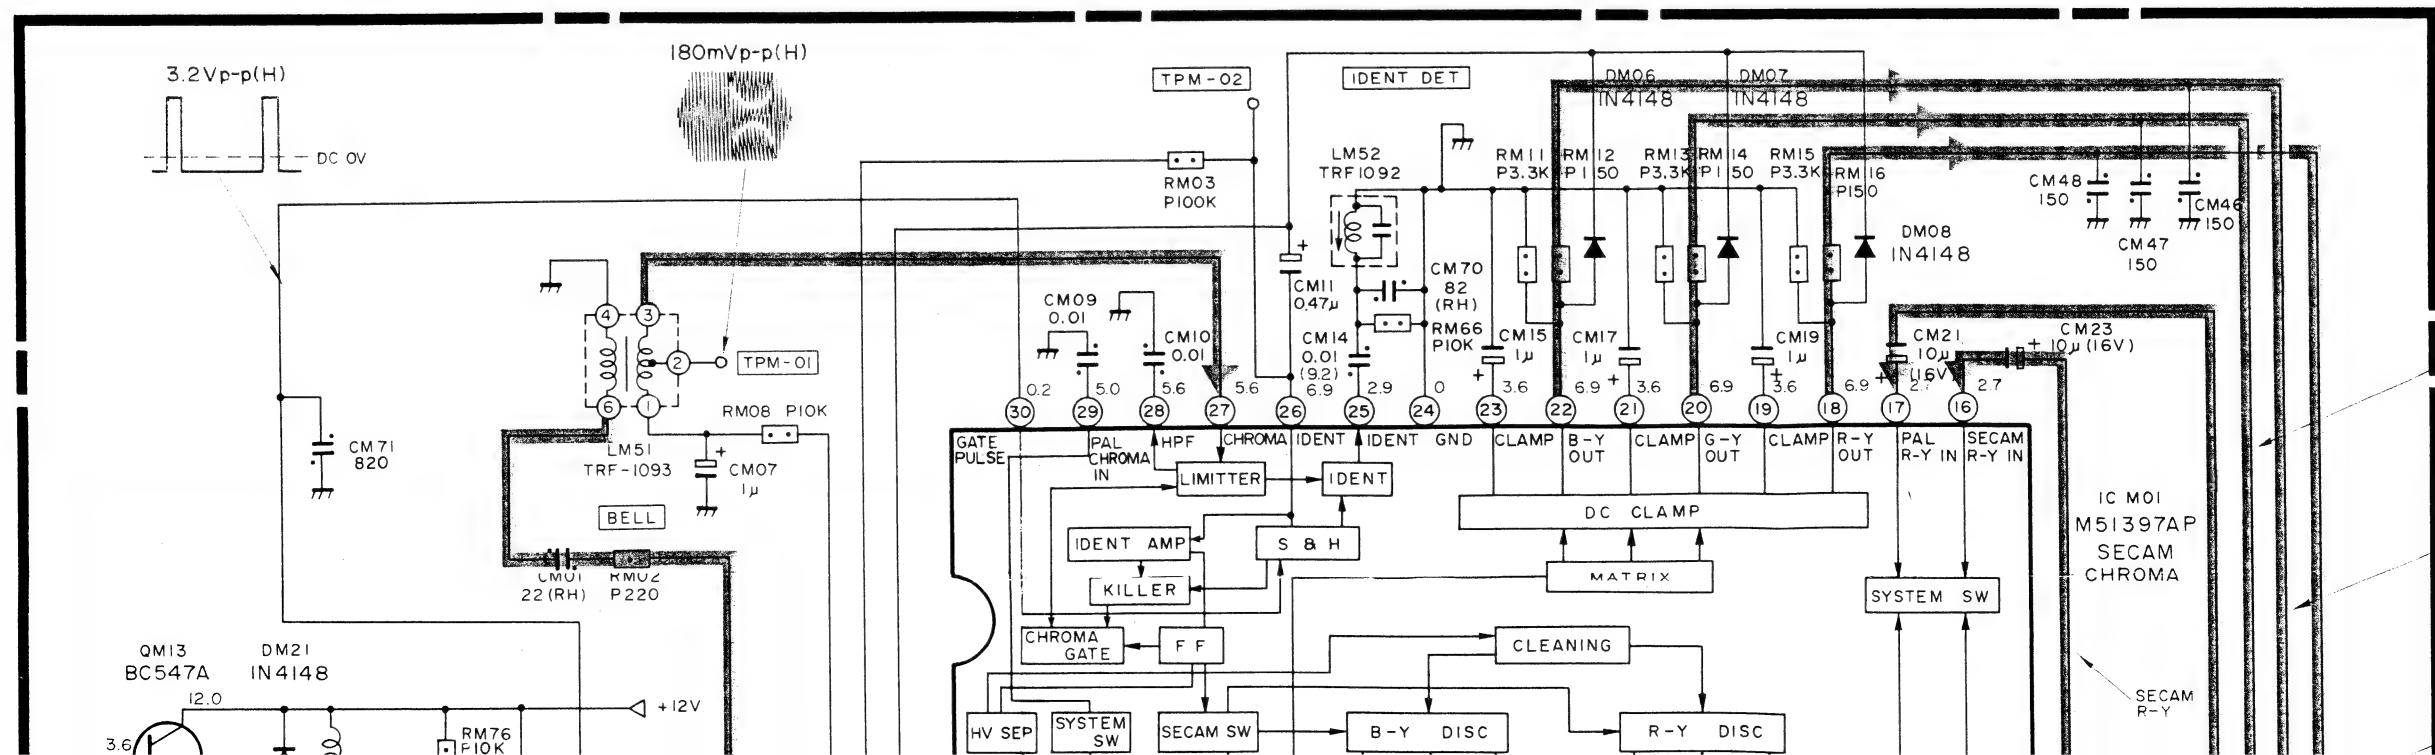 3.2Vp-p(H)
DC 0V
180mVp-p(H)
TPM-02
IDENT DET
DM06
IN4148
DM07
IN4148
RM03
P100K
LM52
TRF1092
RM11
P3.3K
RM12
P150
RM13
P3.3K
RM14
P150
RM15
P3.3K
RM16
P150
CM48
150
CM46
150
CM47
150
DM08
IN4148
4
3
2
6
1
TPM-01
CM09
0.01
CM10
0.01
+
CM11
0.47μ
CM70
82
(RH)
RM66
P10K
CM14
0.01
(9.2)
CM15
1μ
+
CM17
1μ
+
CM19
1μ
+
CM21
10μ
(16V)
+
CM23
10μ(16V)
+
RM08 P10K
LM51
TRF-1093
+
CM07
1μ
BELL
CM71
820
CM01
22(RH)
RM02
P220
0.2
5.0
5.6
5.6
6.9
2.9
0
3.6
6.9
3.6
6.9
3.6
6.9
2.7
2.7
30
29
28
27
26
25
24
23
22
21
20
19
18
17
16
GATE
PULSE
PAL
CHROMA
IN
HPF
CHROMA
IDENT
IDENT
GND
CLAMP
B-Y
OUT
CLAMP
G-Y
OUT
CLAMP
R-Y
OUT
PAL
R-Y IN
SECAM
R-Y IN
LIMITTER
IDENT
DC CLAMP
IDENT AMP
S & H
KILLER
MATRIX
SYSTEM SW
CHROMA
GATE
F F
CLEANING
HV SEP
SYSTEM
SW
SECAM SW
B-Y DISC
R-Y DISC
IC M01
M51397AP
SECAM
CHROMA
SECAM
R-Y
QM13
BC547A
DM21
IN4148
12.0
+12V
3.6
RM76
P10K